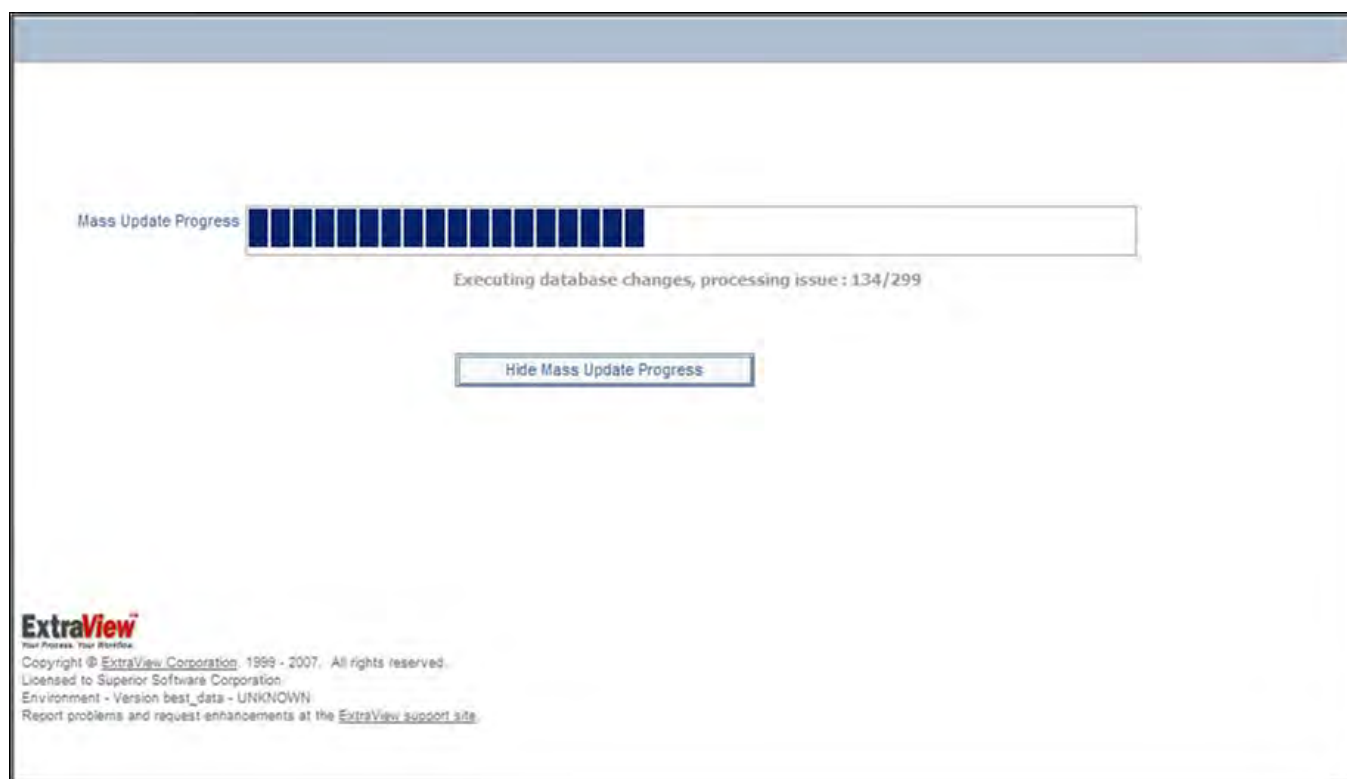 Mass Update Progress
Executing database changes, processing issue : 134/299
Hide Mass Update Progress
ExtraView
Your Process. Your Workflow.
Copyright © ExtraView Corporation. 1999 - 2007. All rights reserved.
Licensed to Superior Software Corporation
Environment - Version best_data - UNKNOWN
Report problems and request enhancements at the ExtraView support site.